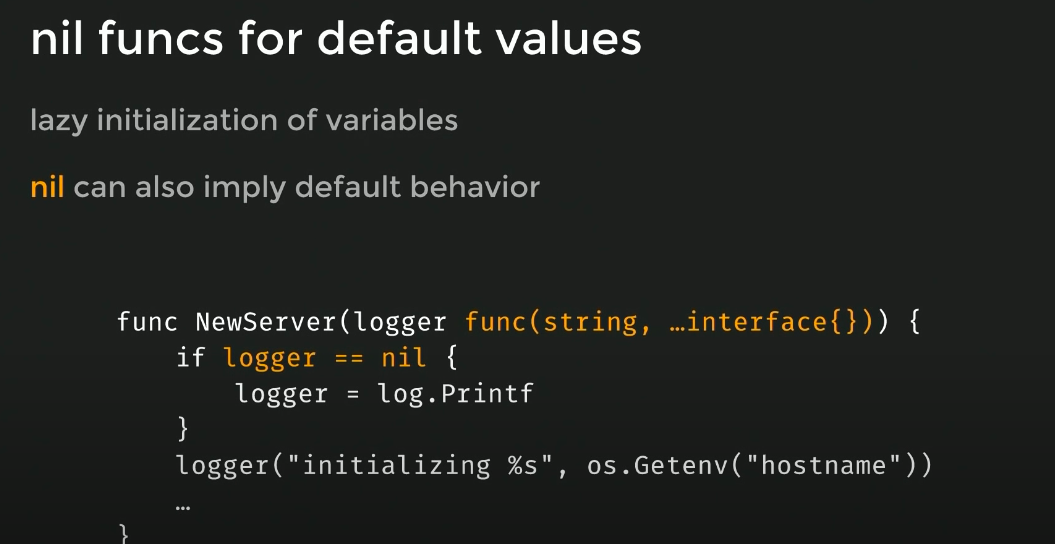 nil funcs for default values
lazy initialization of variables
nil can also imply default behavior
func NewServer(logger func(string, …interface{})) {
    if logger == nil {
        logger = log.Printf
    }
    logger("initializing %s", os.Getenv("hostname"))
    …
}